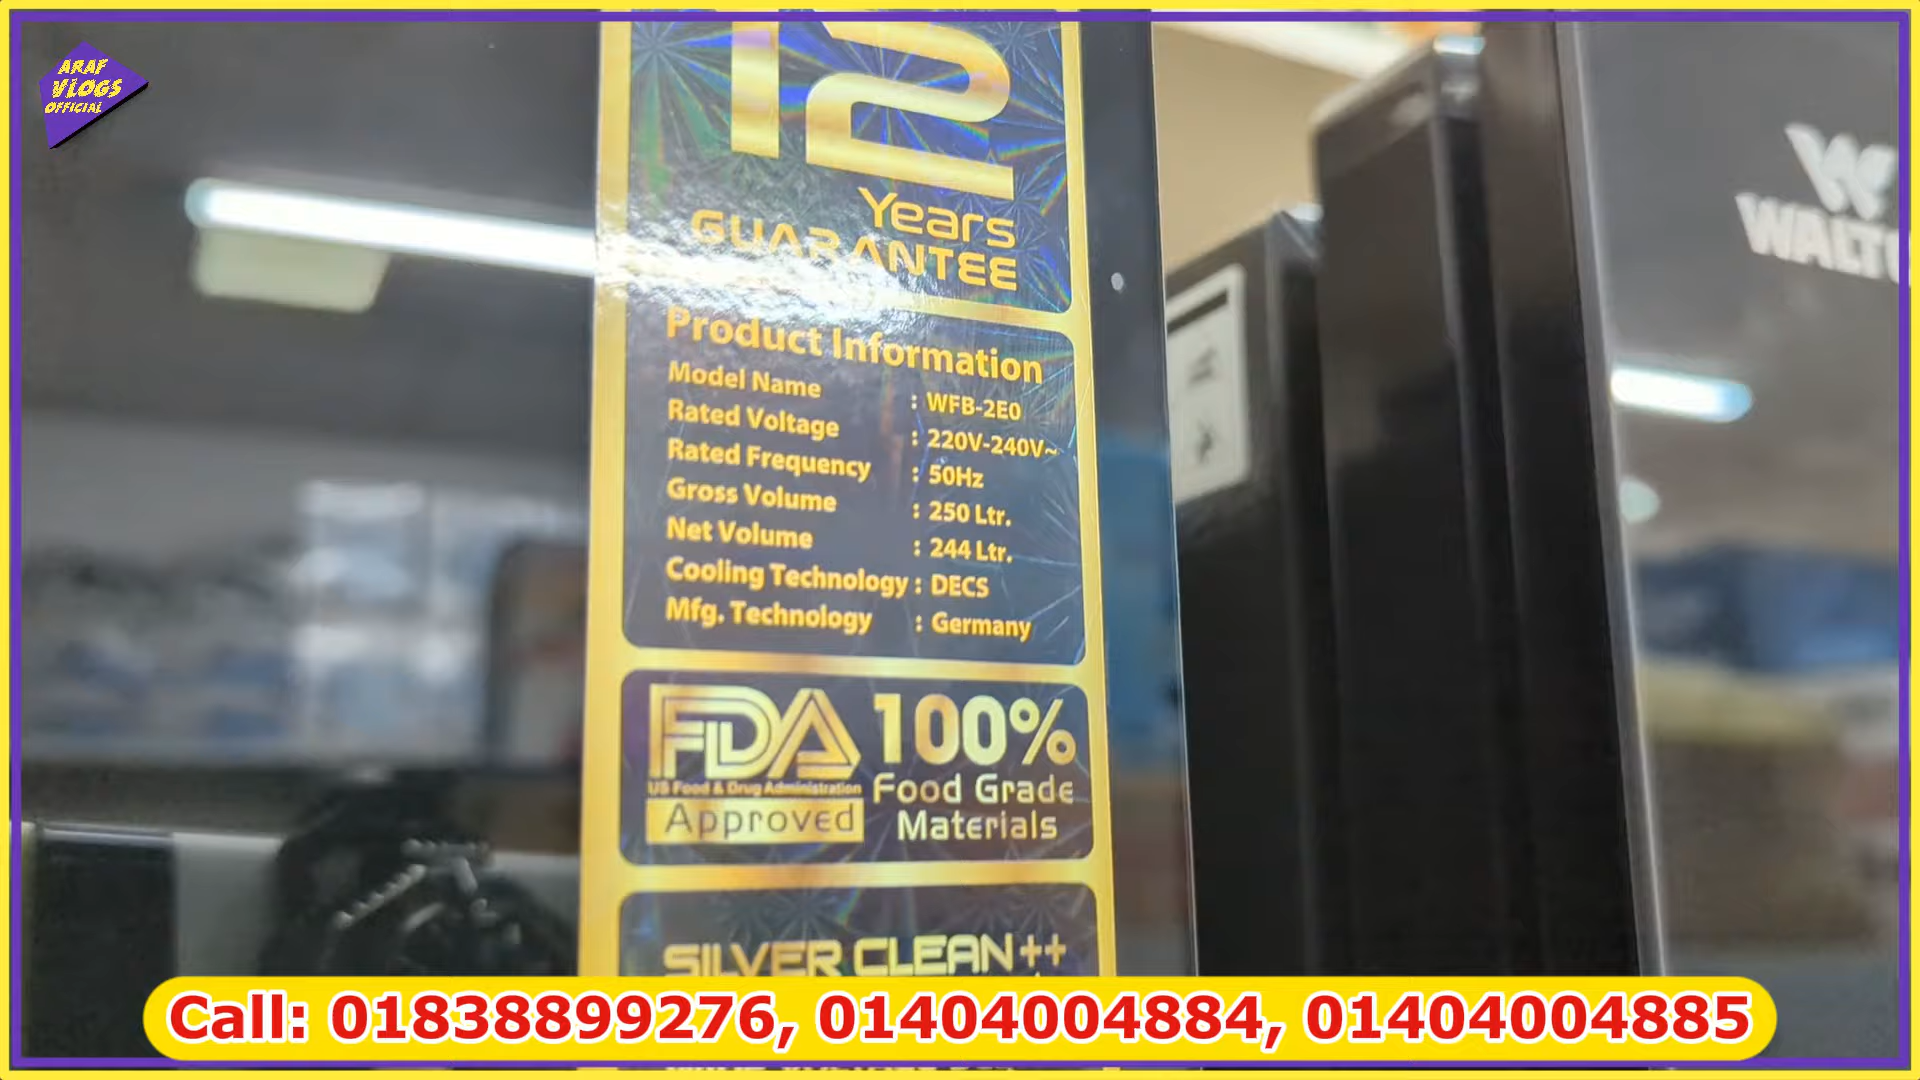 ARAF
VLOGS
OFFICIAL
12
Years
GUARANTEE
Product Information
Model Name : WFB-2E0
Rated Voltage : 220V-240V~
Rated Frequency : 50Hz
Gross Volume : 250 Ltr.
Net Volume : 244 Ltr.
Cooling Technology : DECS
Mfg. Technology : Germany
FDA
US Food & Drug Administration
Approved
100%
Food Grade
Materials
SILVER CLEAN++
WALTO
Call: 01838899276, 01404004884, 01404004885